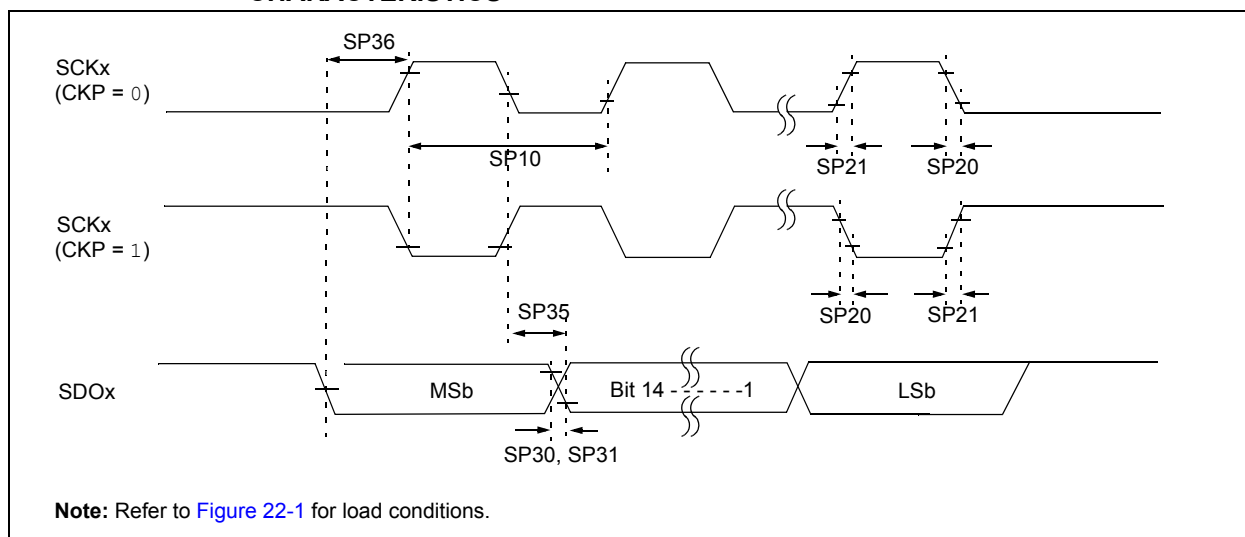 CHARACTERISTICS
SP36
SCKx
(CKP = 0)
SP10
SP21
SP20
SCKx
(CKP = 1)
SP35
SP20
SP21
SDOx
MSb
Bit 14 - - - - - -1
LSb
SP30, SP31
Note: Refer to Figure 22-1 for load conditions.